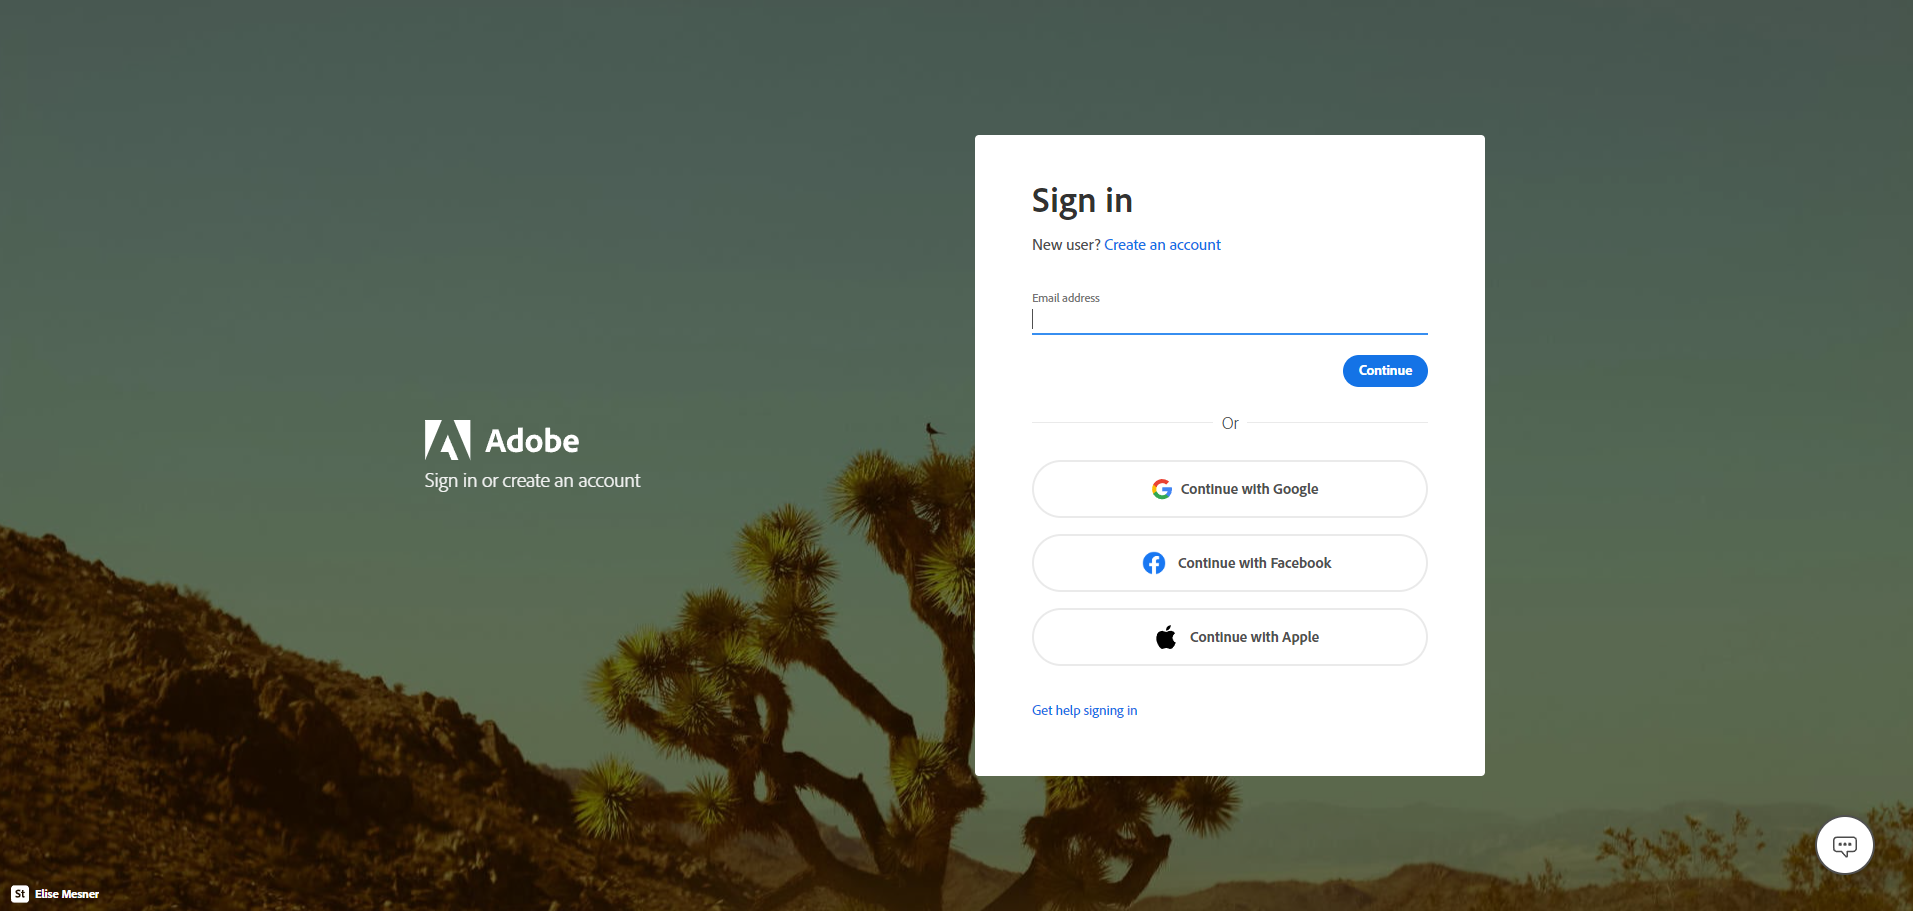 Adobe
Sign in or create an account
Sign in
New user? Create an account
Email address
Continue
Or
Continue with Google
Continue with Facebook
Continue with Apple
Get help signing in
St Elise Mesner